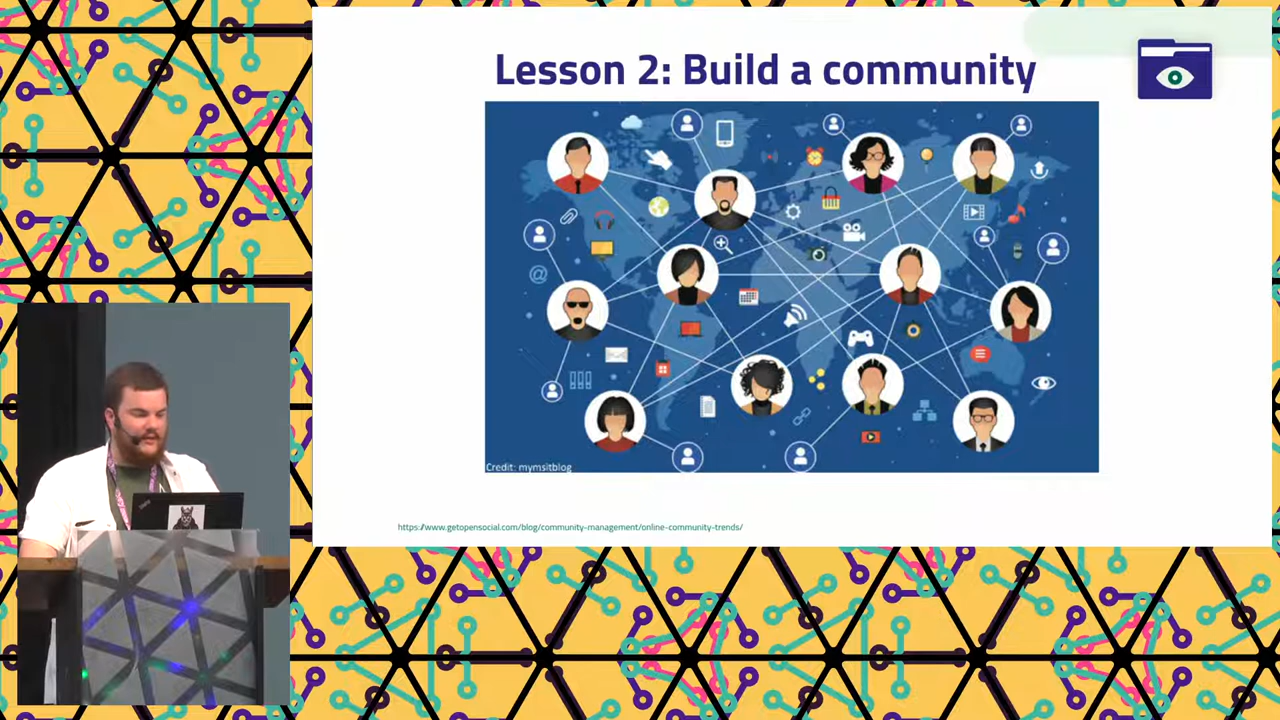 Lesson 2: Build a community
@
Credit: mymsitblog
https://www.getopensocial.com/blog/community-management/online-community-trends/